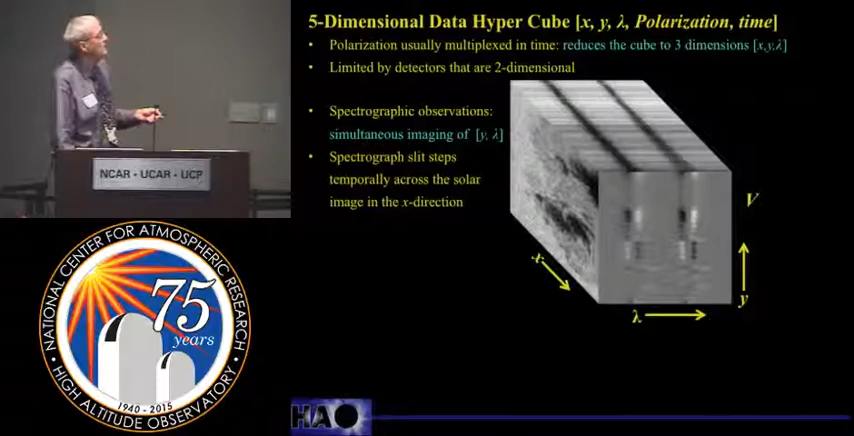 5-Dimensional Data Hyper Cube [x, y, λ, Polarization, time]
• Polarization usually multiplexed in time: reduces the cube to 3 dimensions [x,y,λ]
• Limited by detectors that are 2-dimensional
• Spectrographic observations:
simultaneous imaging of [y, λ]
• Spectrograph slit steps
temporally across the solar
image in the x-direction
V
x
y
λ
NCAR • UCAR • UCP
• NATIONAL CENTER FOR ATMOSPHERIC RESEARCH •
75
years
1940 - 2015
HIGH ALTITUDE OBSERVATORY
HAO